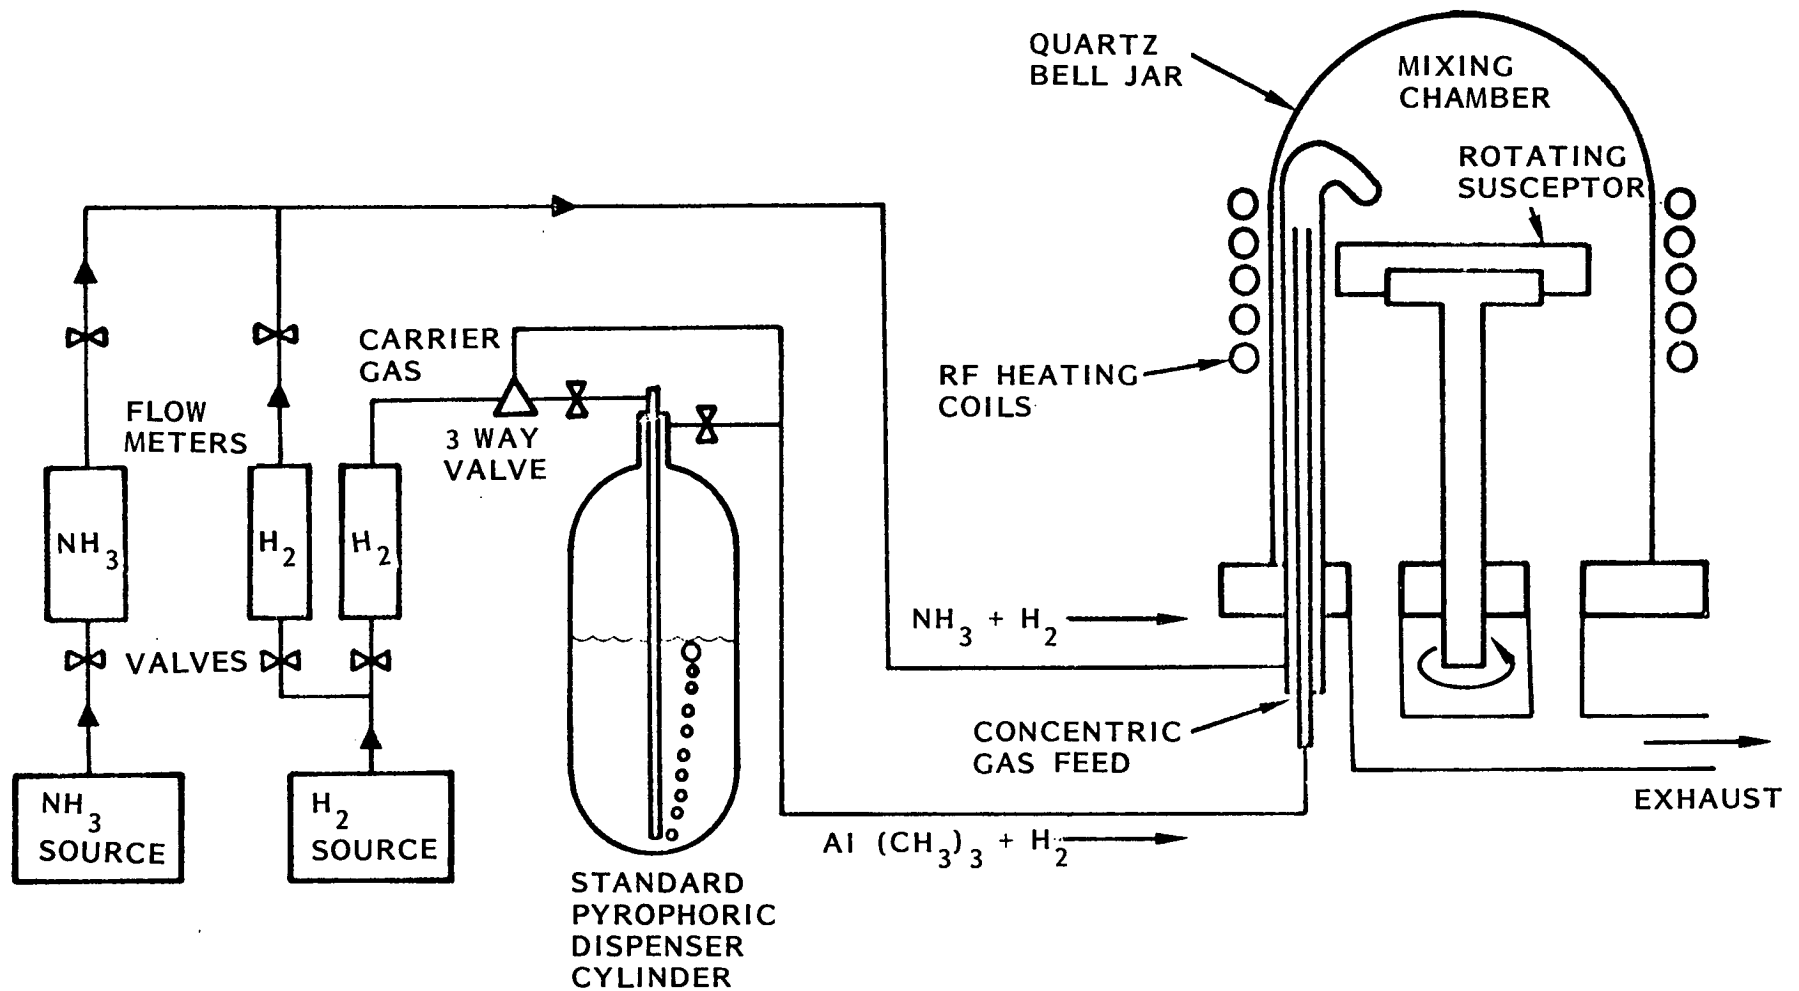 QUARTZ
BELL JAR
MIXING
CHAMBER
ROTATING
SUSCEPTOR
CARRIER
GAS
RF HEATING
COILS
FLOW
METERS
3 WAY
VALVE
NH3
H2
H2
NH3 + H2
VALVES
CONCENTRIC
GAS FEED
NH3
SOURCE
H2
SOURCE
EXHAUST
Al (CH3)3 + H2
STANDARD
PYROPHORIC
DISPENSER
CYLINDER